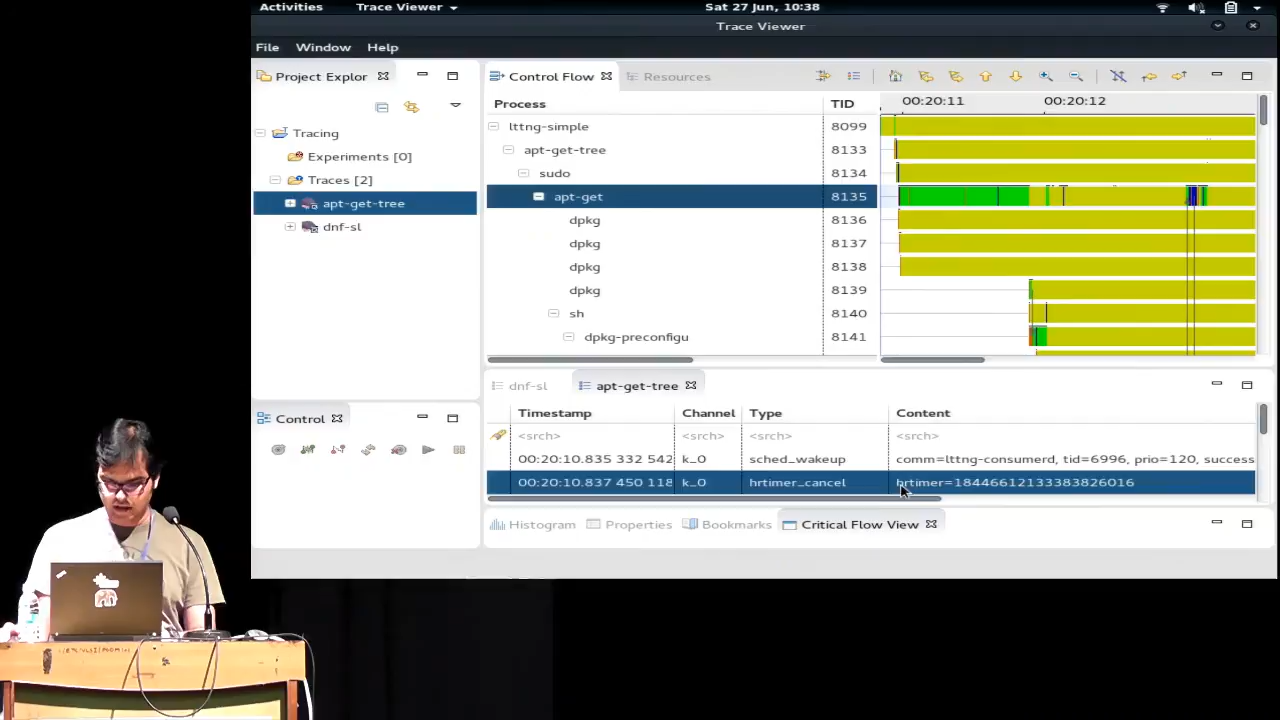 Activities Trace Viewer Sat 27 Jun, 10:38
Trace Viewer
File Window Help
Project Explor
Tracing
Experiments [0]
Traces [2]
apt-get-tree
dnf-sl
Control
Control Flow Resources
Process TID 00:20:11 00:20:12
lttng-simple 8099
apt-get-tree 8133
sudo 8134
apt-get 8135
dpkg 8136
dpkg 8137
dpkg 8138
dpkg 8139
sh 8140
dpkg-preconfigu 8141
dnf-sl apt-get-tree
Timestamp Channel Type Content
<srch> <srch> <srch> <srch>
00:20:10.835 332 542 k_0 sched_wakeup comm=lttng-consumerd, tid=6996, prio=120, success
00:20:10.837 450 118 k_0 hrtimer_cancel hrtimer=18446612133383826016
Histogram Properties Bookmarks Critical Flow View